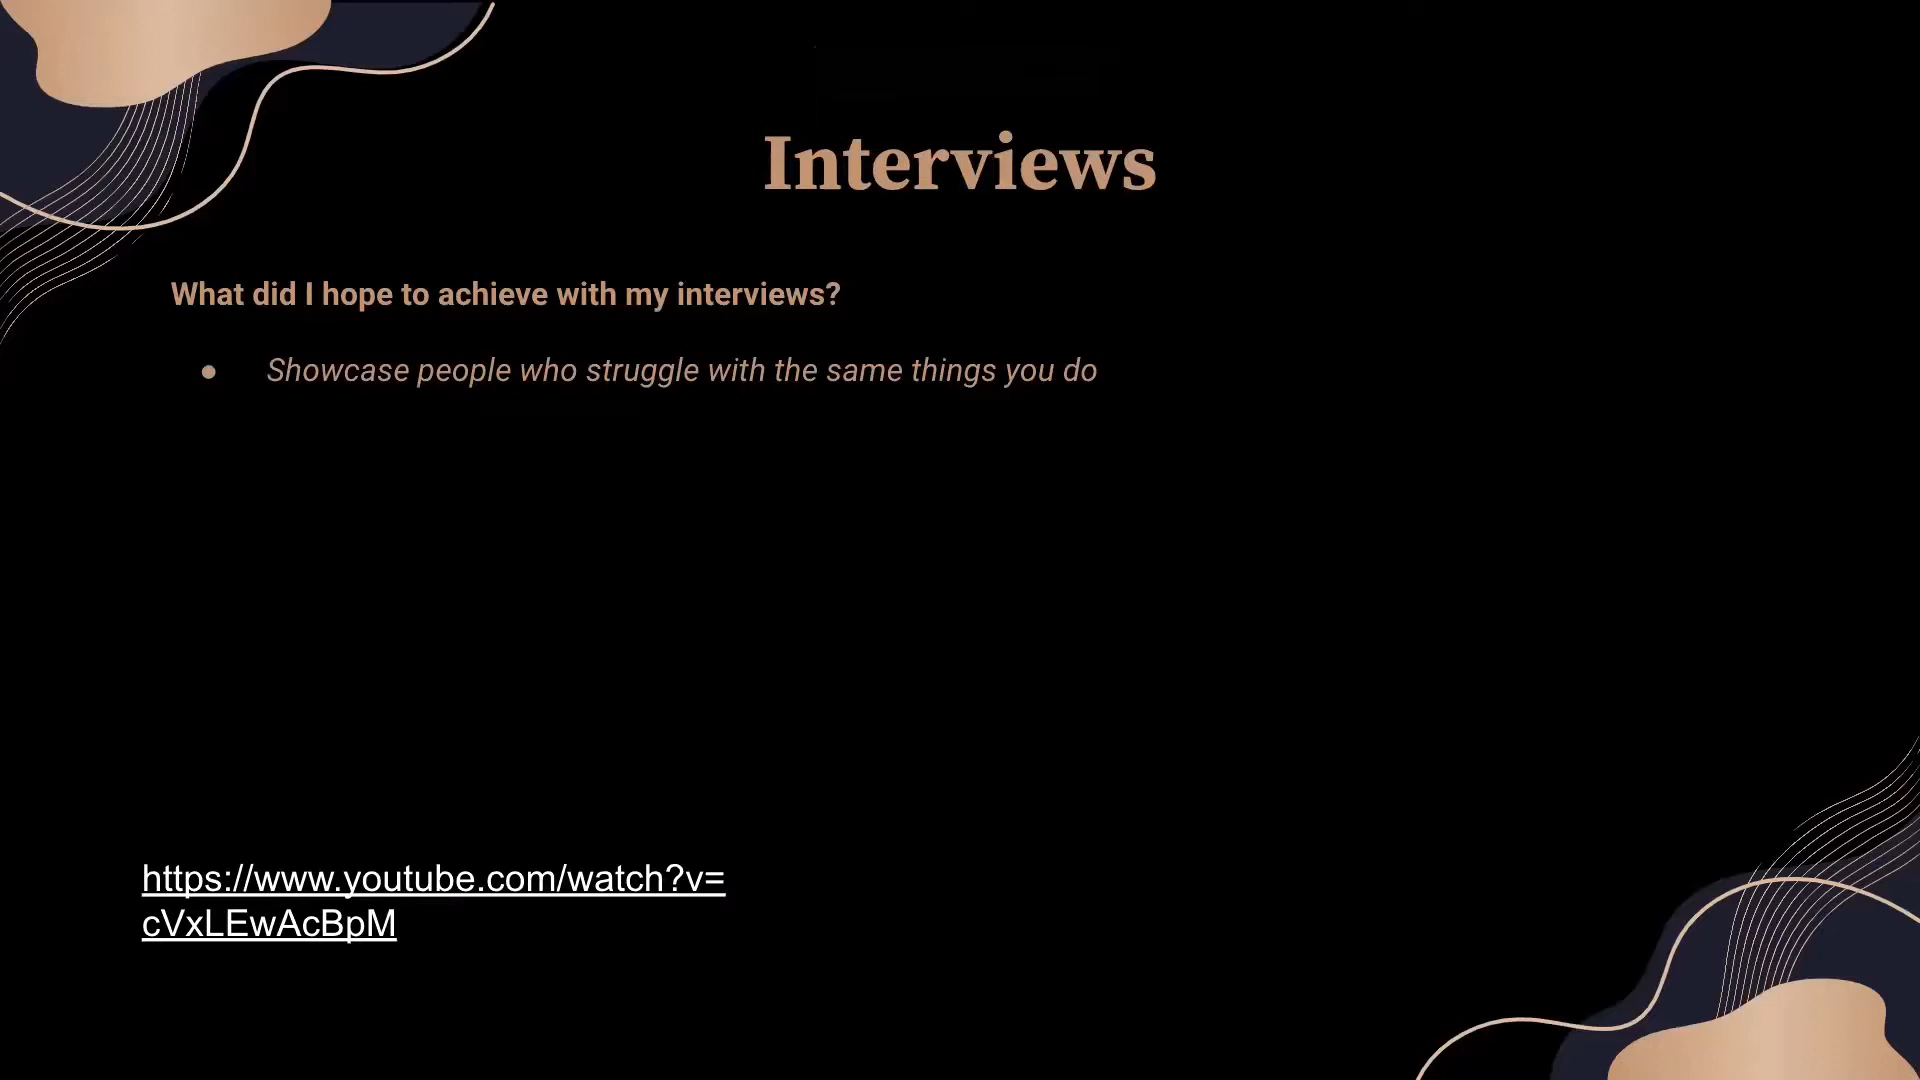 Interviews
What did I hope to achieve with my interviews?
● Showcase people who struggle with the same things you do
https://www.youtube.com/watch?v=
cVxLEwAcBpM